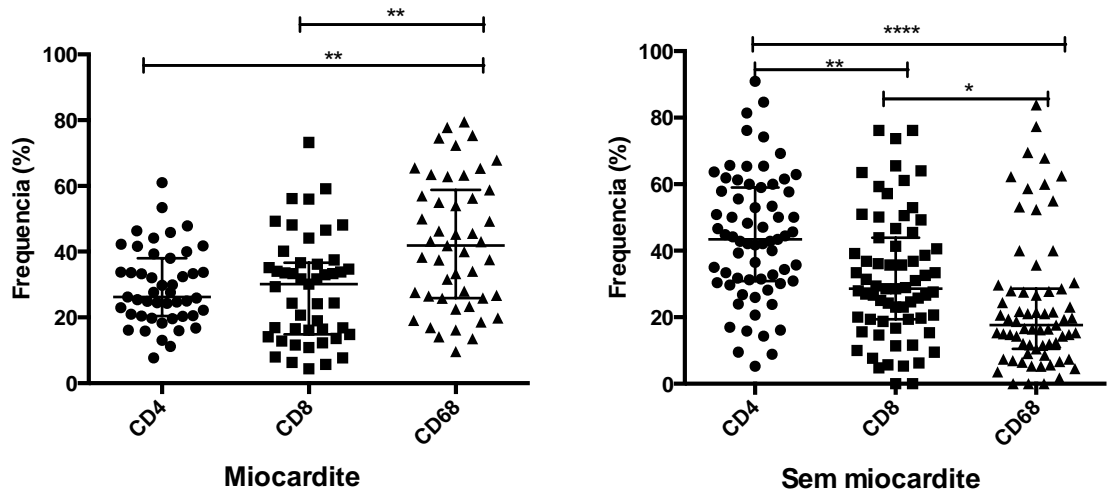 **
**
100
80
60
40
20
0
Frequencia (%)
CD4
CD8
CD68
Miocardite
****
**
*
100
80
60
40
20
0
Frequencia (%)
CD4
CD8
CD68
Sem miocardite